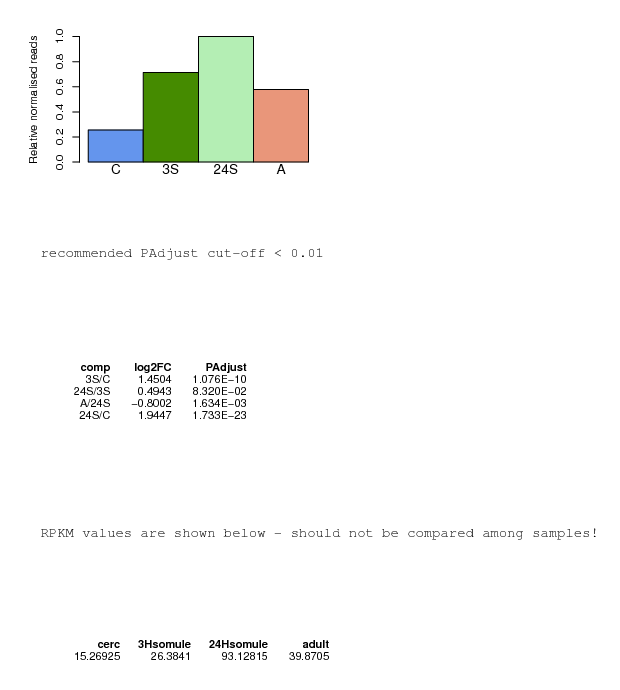 Relative normalised reads
1.0
0.8
0.6
0.4
0.2
0.0
C 3S 24S A
recommended PAdjust cut-off < 0.01
comp log2FC PAdjust
3S/C 1.4504 1.076E−10
24S/3S 0.4943 8.320E−02
A/24S −0.8002 1.634E−03
24S/C 1.9447 1.733E−23
RPKM values are shown below - should not be compared among samples!
cerc 3Hsomule 24Hsomule adult
15.26925 26.3841 93.12815 39.8705